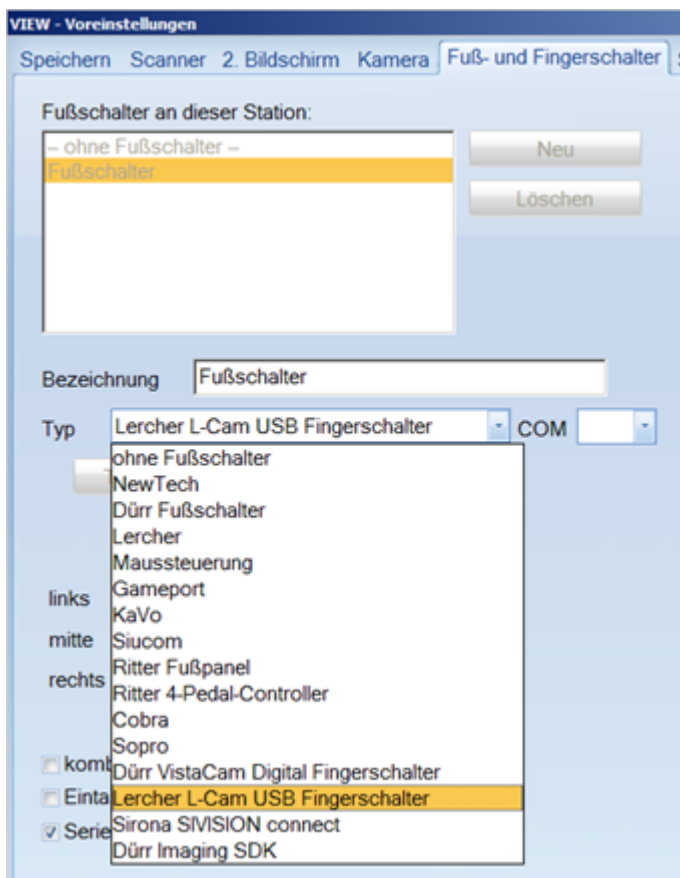 VIEW - Voreinstellungen
Speichern Scanner 2. Bildschirm Kamera Fuß- und Fingerschalter
Fußschalter an dieser Station:
– ohne Fußschalter –
Neu
Fußschalter
Löschen
Bezeichnung Fußschalter
Typ Lercher L-Cam USB Fingerschalter COM
ohne Fußschalter
NewTech
Dürr Fußschalter
Lercher
Maussteuerung
Gameport
links
KaVo
mitte Siucom
Ritter Fußpanel
rechts
Ritter 4-Pedal-Controller
Cobra
Sopro
komb
Dürr VistaCam Digital Fingerschalter
Einta Lercher L-Cam USB Fingerschalter
Serie Sirona SIVISION connect
Dürr Imaging SDK